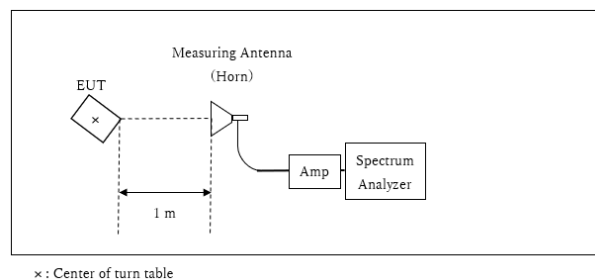 Measuring Antenna
(Horn)
EUT
×
Amp
Spectrum
Analyzer
1 m
× : Center of turn table